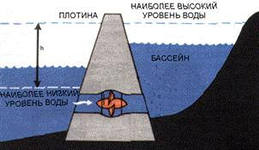 ПЛОТИНА
НАИБОЛЕЕ ВЫСОКИЙ
УРОВЕНЬ ВОДЫ
h
БАССЕЙН
НАИБОЛЕЕ НИЗКИЙ
УРОВЕНЬ ВОДЫ